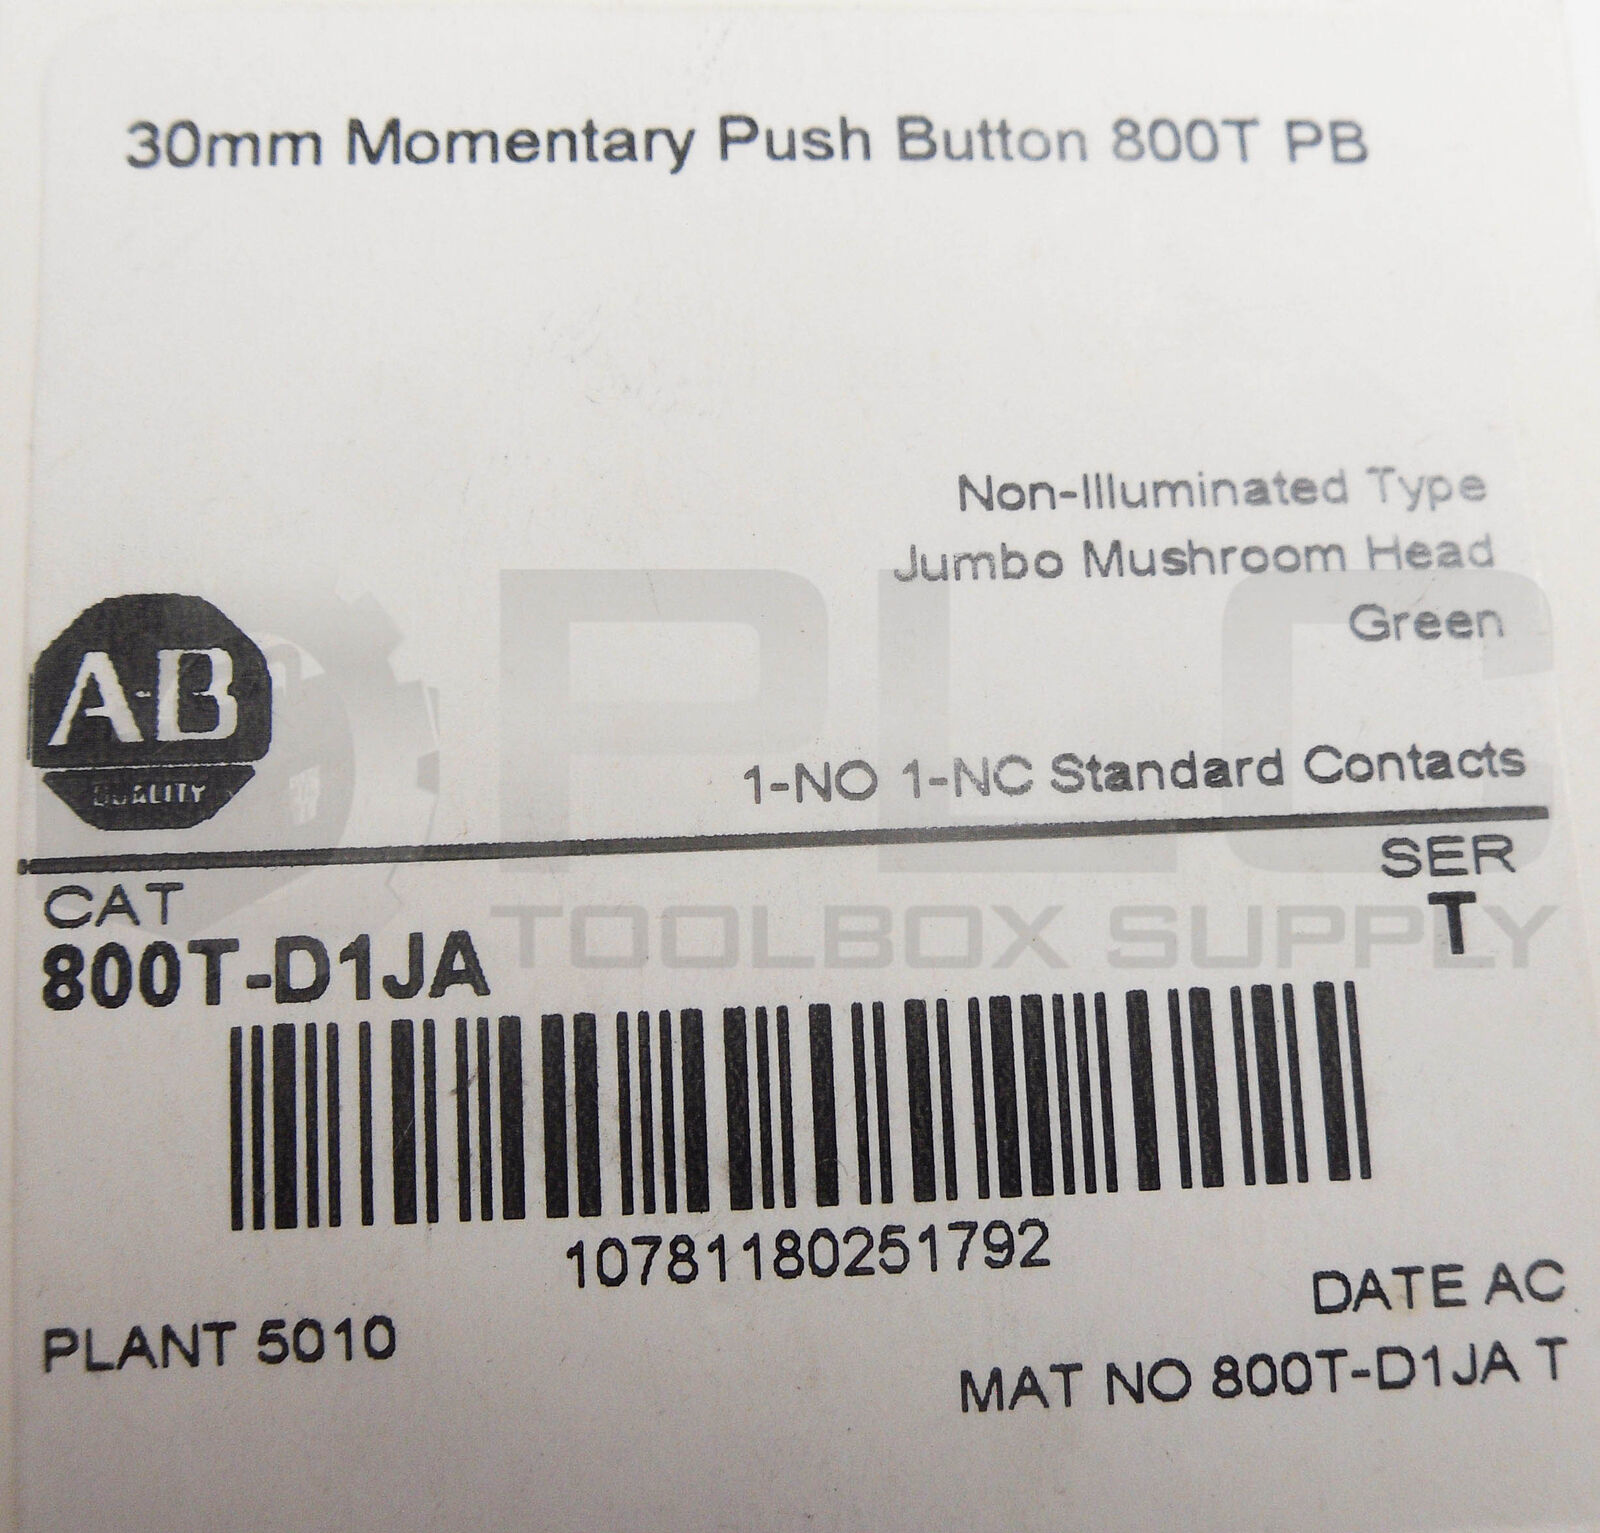 30mm Momentary Push Button 800T PB
Non-Illuminated Type
Jumbo Mushroom Head
Green
A-B
QUALITY
1-NO 1-NC Standard Contacts
PLC
TOOLBOX SUPPLY
CAT
SER
800T-D1JA
T
10781180251792
PLANT 5010
DATE AC
MAT NO 800T-D1JA T